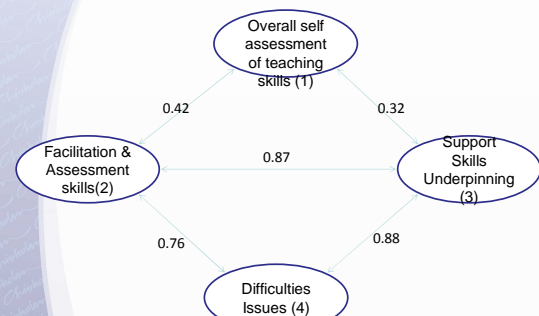 Overall self
assessment
of teaching
skills (1)
0.42
0.32
Facilitation &
Assessment
skills(2)
0.87
Support
Skills
Underpinning
(3)
0.76
0.88
Difficulties
Issues (4)